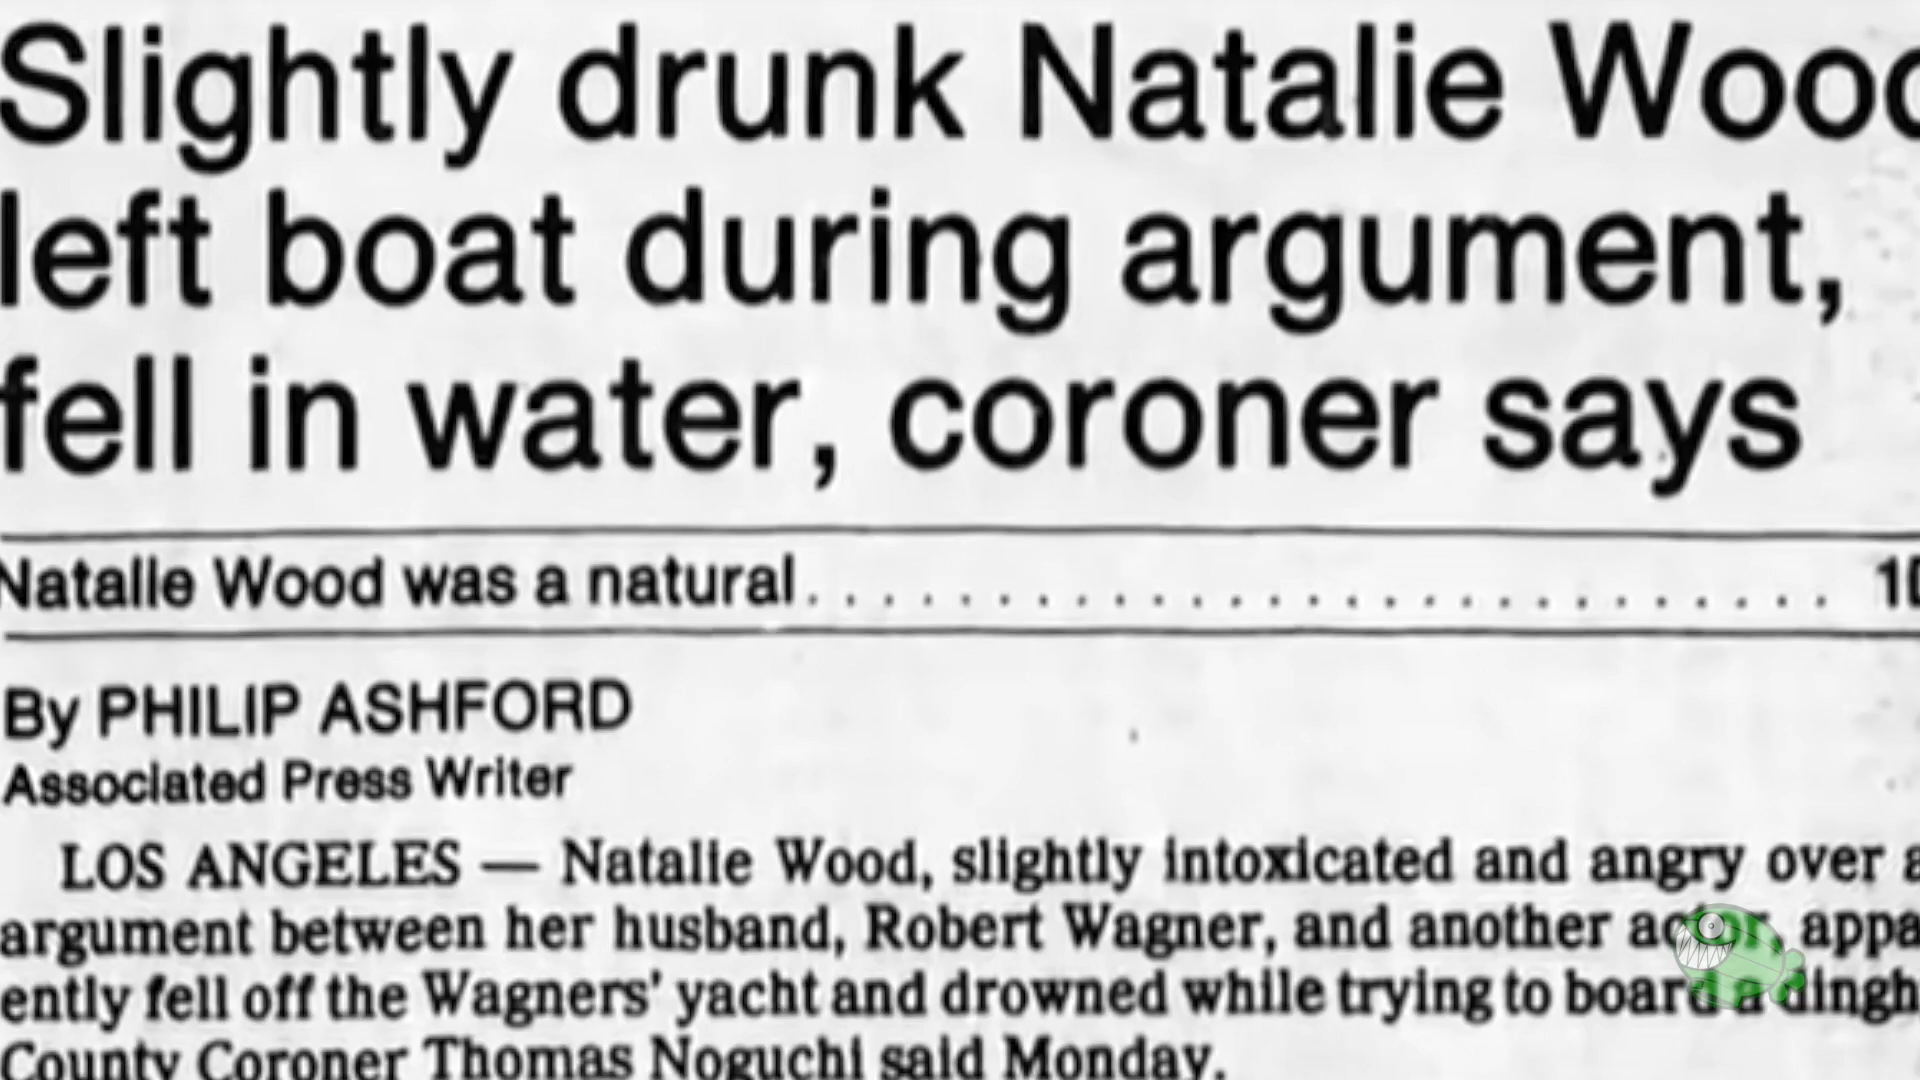 Slightly drunk Natalie Wood
left boat during argument,
fell in water, coroner says
Natalie Wood was a natural. . . . . . . . . . . . . . . . . . . . . . . . . . . 10
By PHILIP ASHFORD
Associated Press Writer
LOS ANGELES — Natalie Wood, slightly intoxicated and angry over a
argument between her husband, Robert Wagner, and another actor, appa
ently fell off the Wagners' yacht and drowned while trying to board a dingh
County Coroner Thomas Noguchi said Monday.